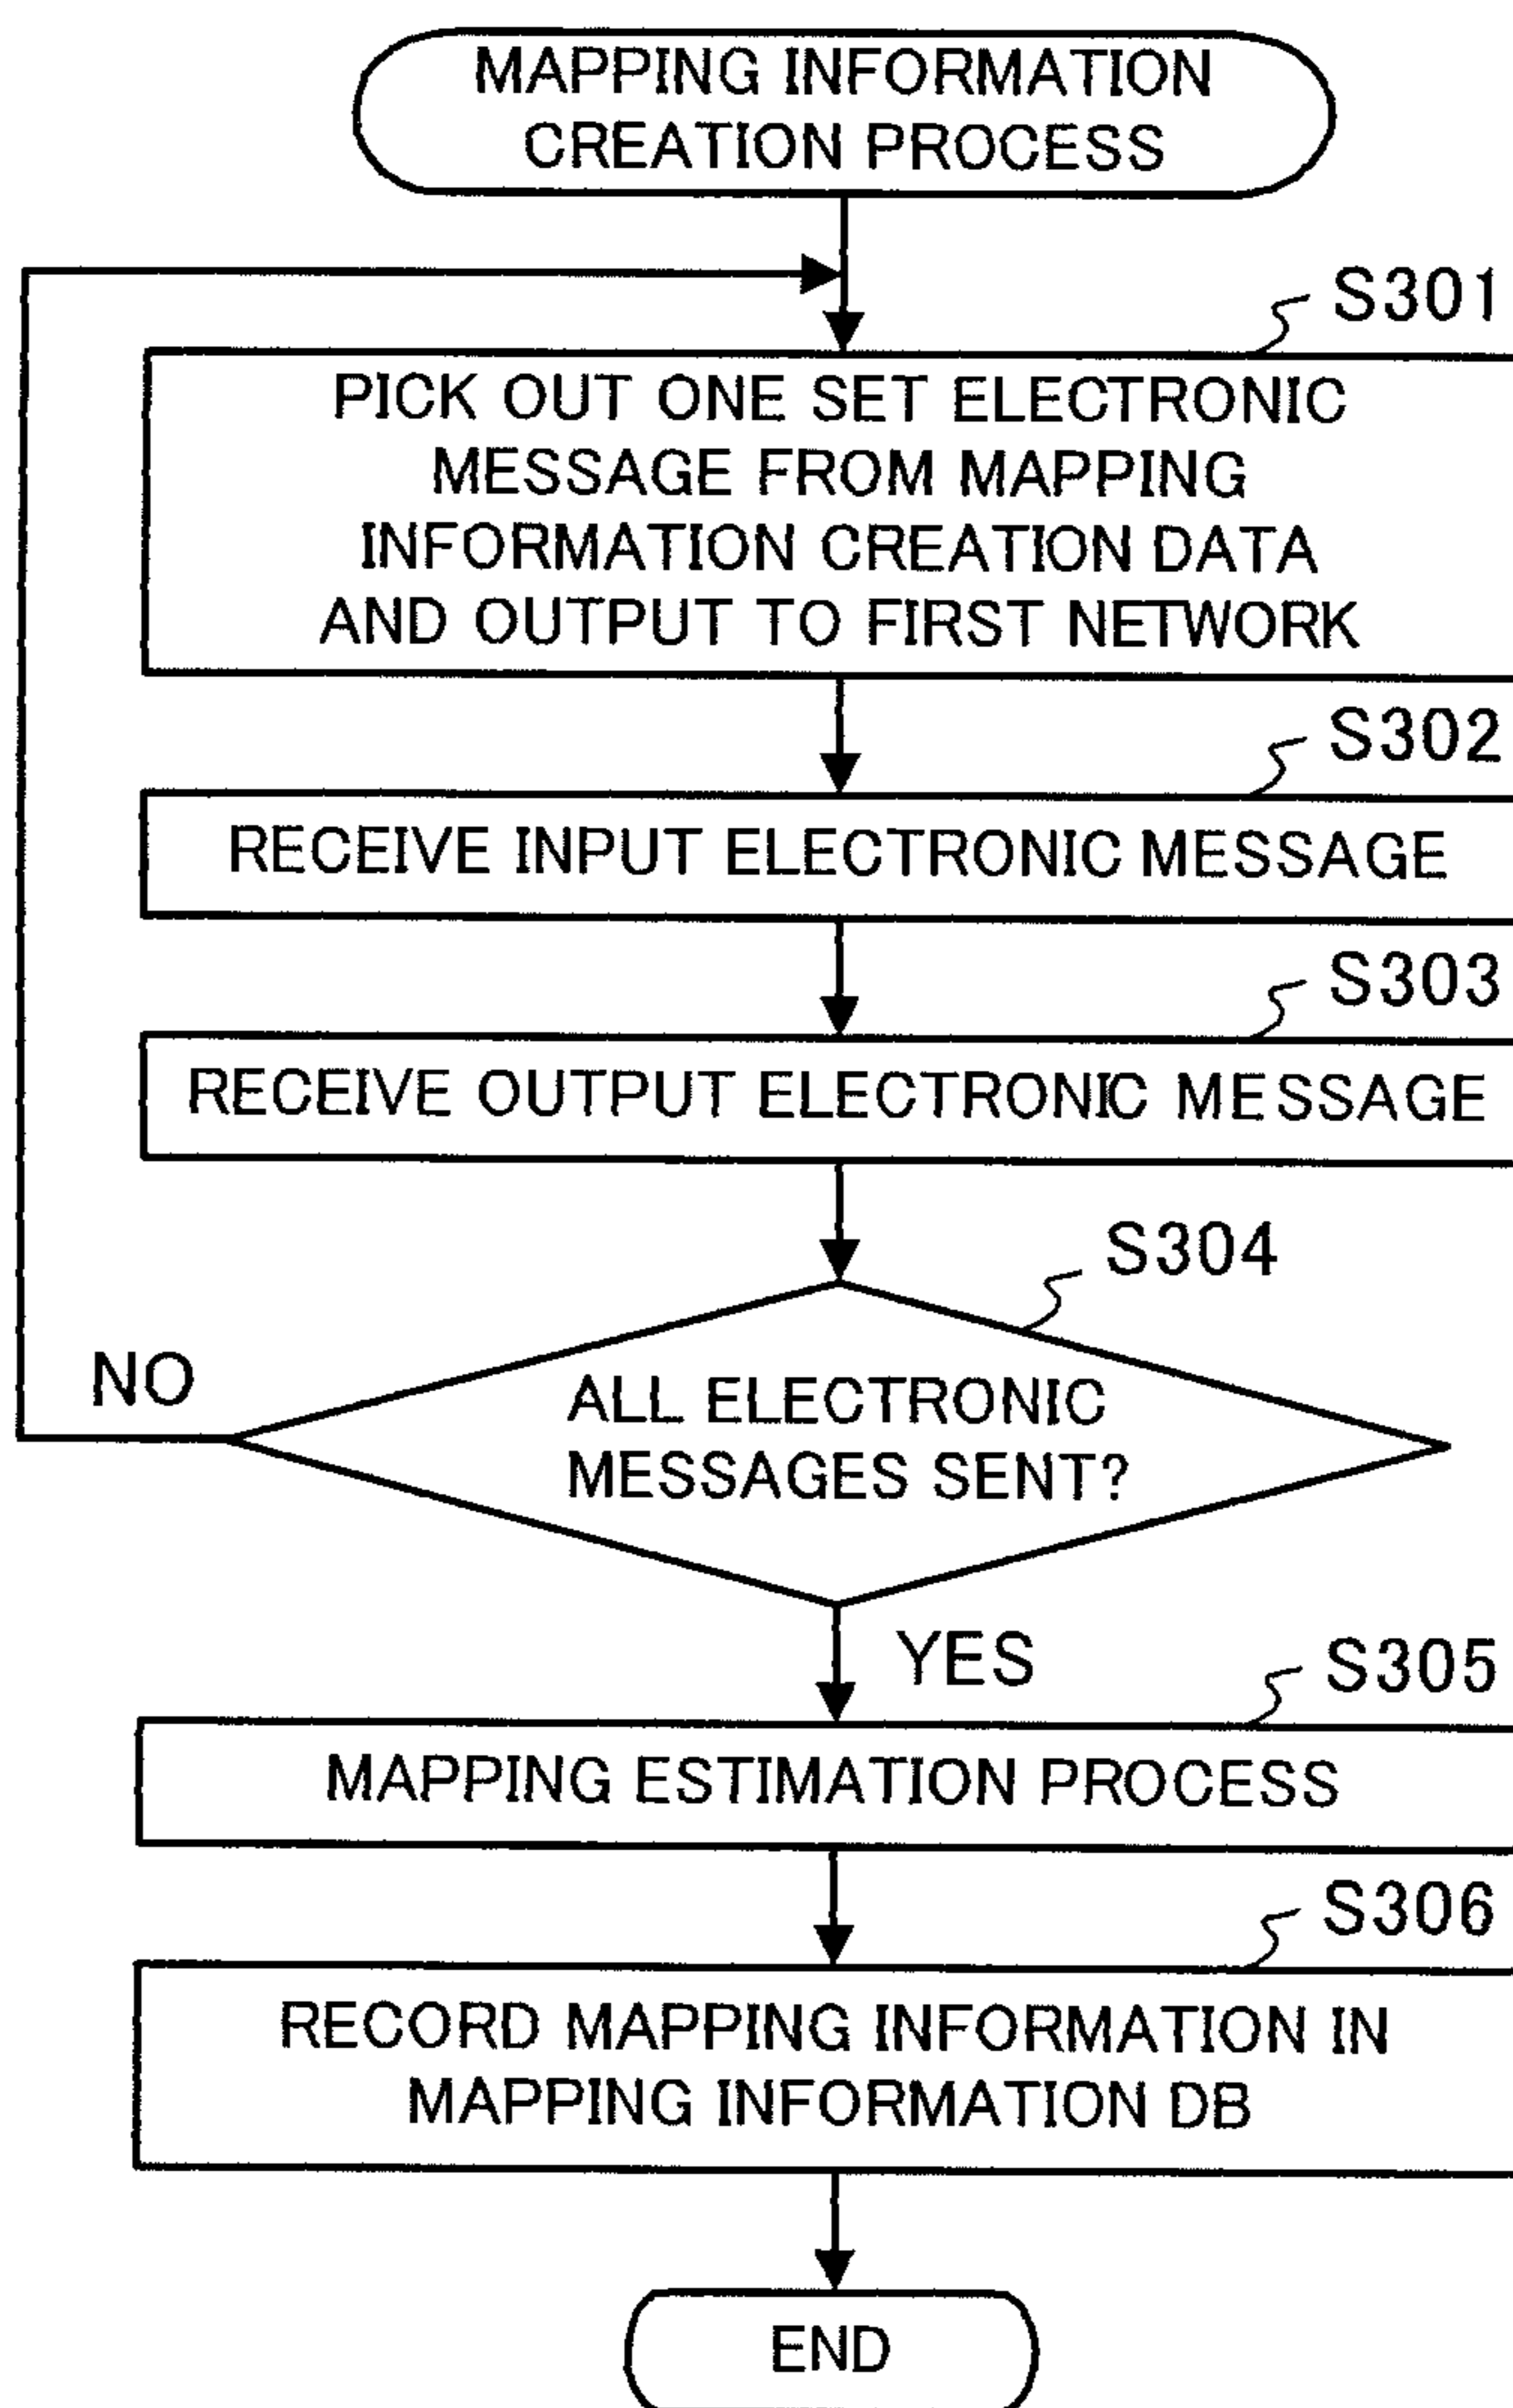 MAPPING INFORMATION
CREATION PROCESS
S301
PICK OUT ONE SET ELECTRONIC
MESSAGE FROM MAPPING
INFORMATION CREATION DATA
AND OUTPUT TO FIRST NETWORK
S302
RECEIVE INPUT ELECTRONIC MESSAGE
S303
RECEIVE OUTPUT ELECTRONIC MESSAGE
S304
NO
ALL ELECTRONIC
MESSAGES SENT?
YES
S305
MAPPING ESTIMATION PROCESS
S306
RECORD MAPPING INFORMATION IN
MAPPING INFORMATION DB
END